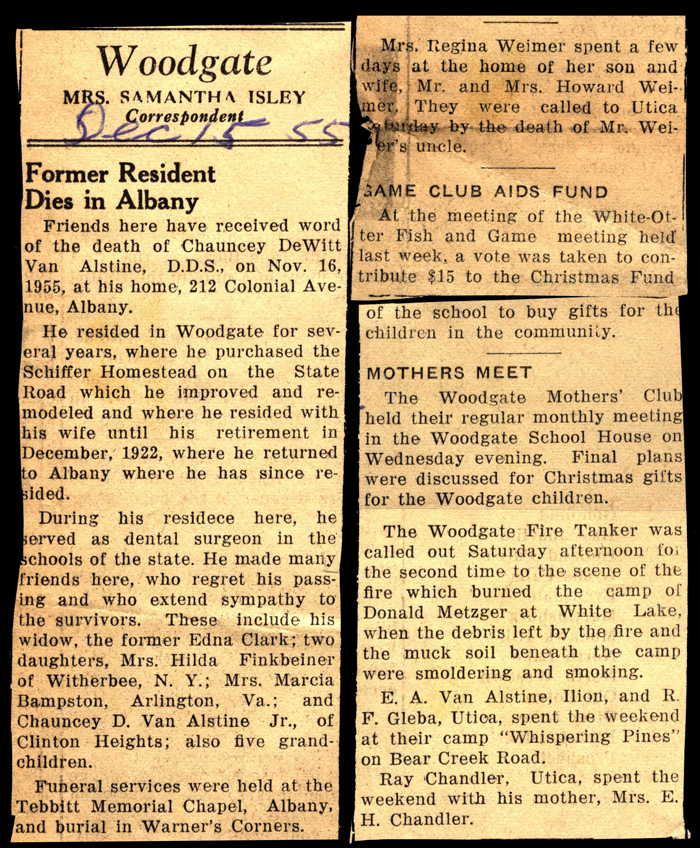 Woodgate
MRS. SAMANTHA ISLEY
Correspondent
Dec 15 55
Former Resident
Dies in Albany
Friends here have received word
of the death of Chauncey DeWitt
Van Alstine, D.D.S., on Nov. 16,
1955, at his home, 212 Colonial Ave-
nue, Albany.
He resided in Woodgate for sev-
eral years, where he purchased the
Schiffer Homestead on the State
Road which he improved and re-
modeled and where he resided with
his wife until his retirement in
December, 1922, where he returned
to Albany where he has since re-
sided.
During his residece here, he
served as dental surgeon in the
schools of the state. He made many
friends here, who regret his pass-
ing and who extend sympathy to
the survivors. These include his
widow, the former Edna Clark; two
daughters, Mrs. Hilda Finkbeiner
of Witherbee, N. Y.; Mrs. Marcia
Bampston, Arlington, Va.; and
Chauncey D. Van Alstine Jr., of
Clinton Heights; also five grand-
children.
Funeral services were held at the
Tebbitt Memorial Chapel, Albany,
and burial in Warner's Corners.
Mrs. Regina Weimer spent a few
days at the home of her son and
wife, Mr. and Mrs. Howard Wei-
mer. They were called to Utica
Saturday by the death of Mr. Wei-
er's uncle.
GAME CLUB AIDS FUND
At the meeting of the White-Ot-
ter Fish and Game meeting held
last week, a vote was taken to con-
tribute $15 to the Christmas Fund
of the school to buy gifts for the
children in the community.
MOTHERS MEET
The Woodgate Mothers' Club
held their regular monthly meeting
in the Woodgate School House on
Wednesday evening. Final plans
were discussed for Christmas gifts
for the Woodgate children.
The Woodgate Fire Tanker was
called out Saturday afternoon for
the second time to the scene of the
fire which burned the camp of
Donald Metzger at White Lake,
when the debris left by the fire and
the muck soil beneath the camp
were smoldering and smoking.
E. A. Van Alstine, Ilion, and R.
F. Gleba, Utica, spent the weekend
at their camp "Whispering Pines"
on Bear Creek Road.
Ray Chandler, Utica, spent the
weekend with his mother, Mrs. E.
H. Chandler.